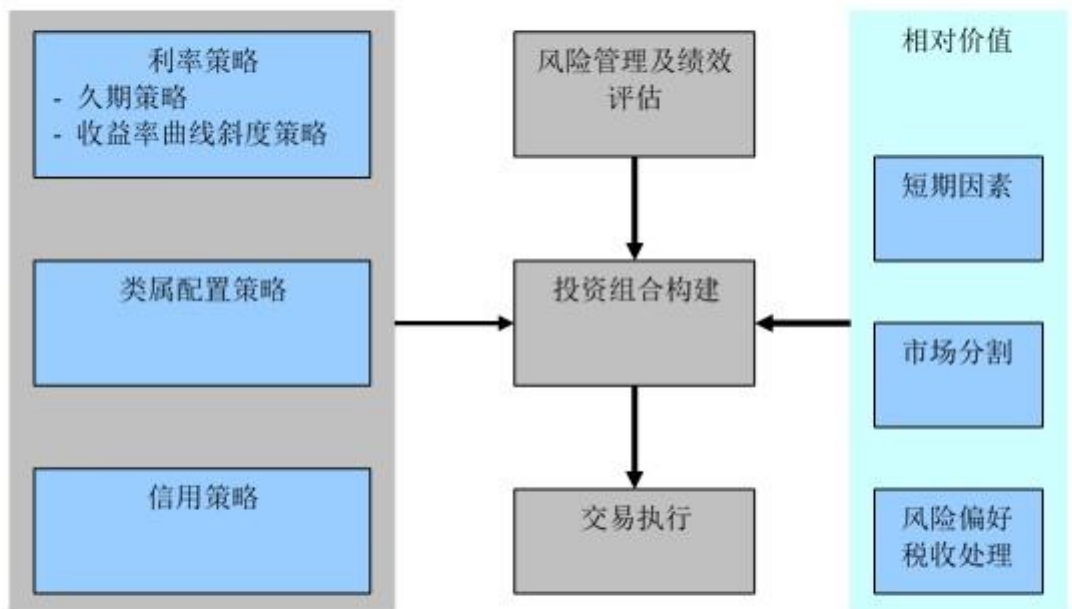 利率策略
- 久期策略
- 收益率曲线斜度策略
类属配置策略
信用策略
风险管理及绩效
评估
投资组合构建
交易执行
相对价值
短期因素
市场分割
风险偏好
税收处理